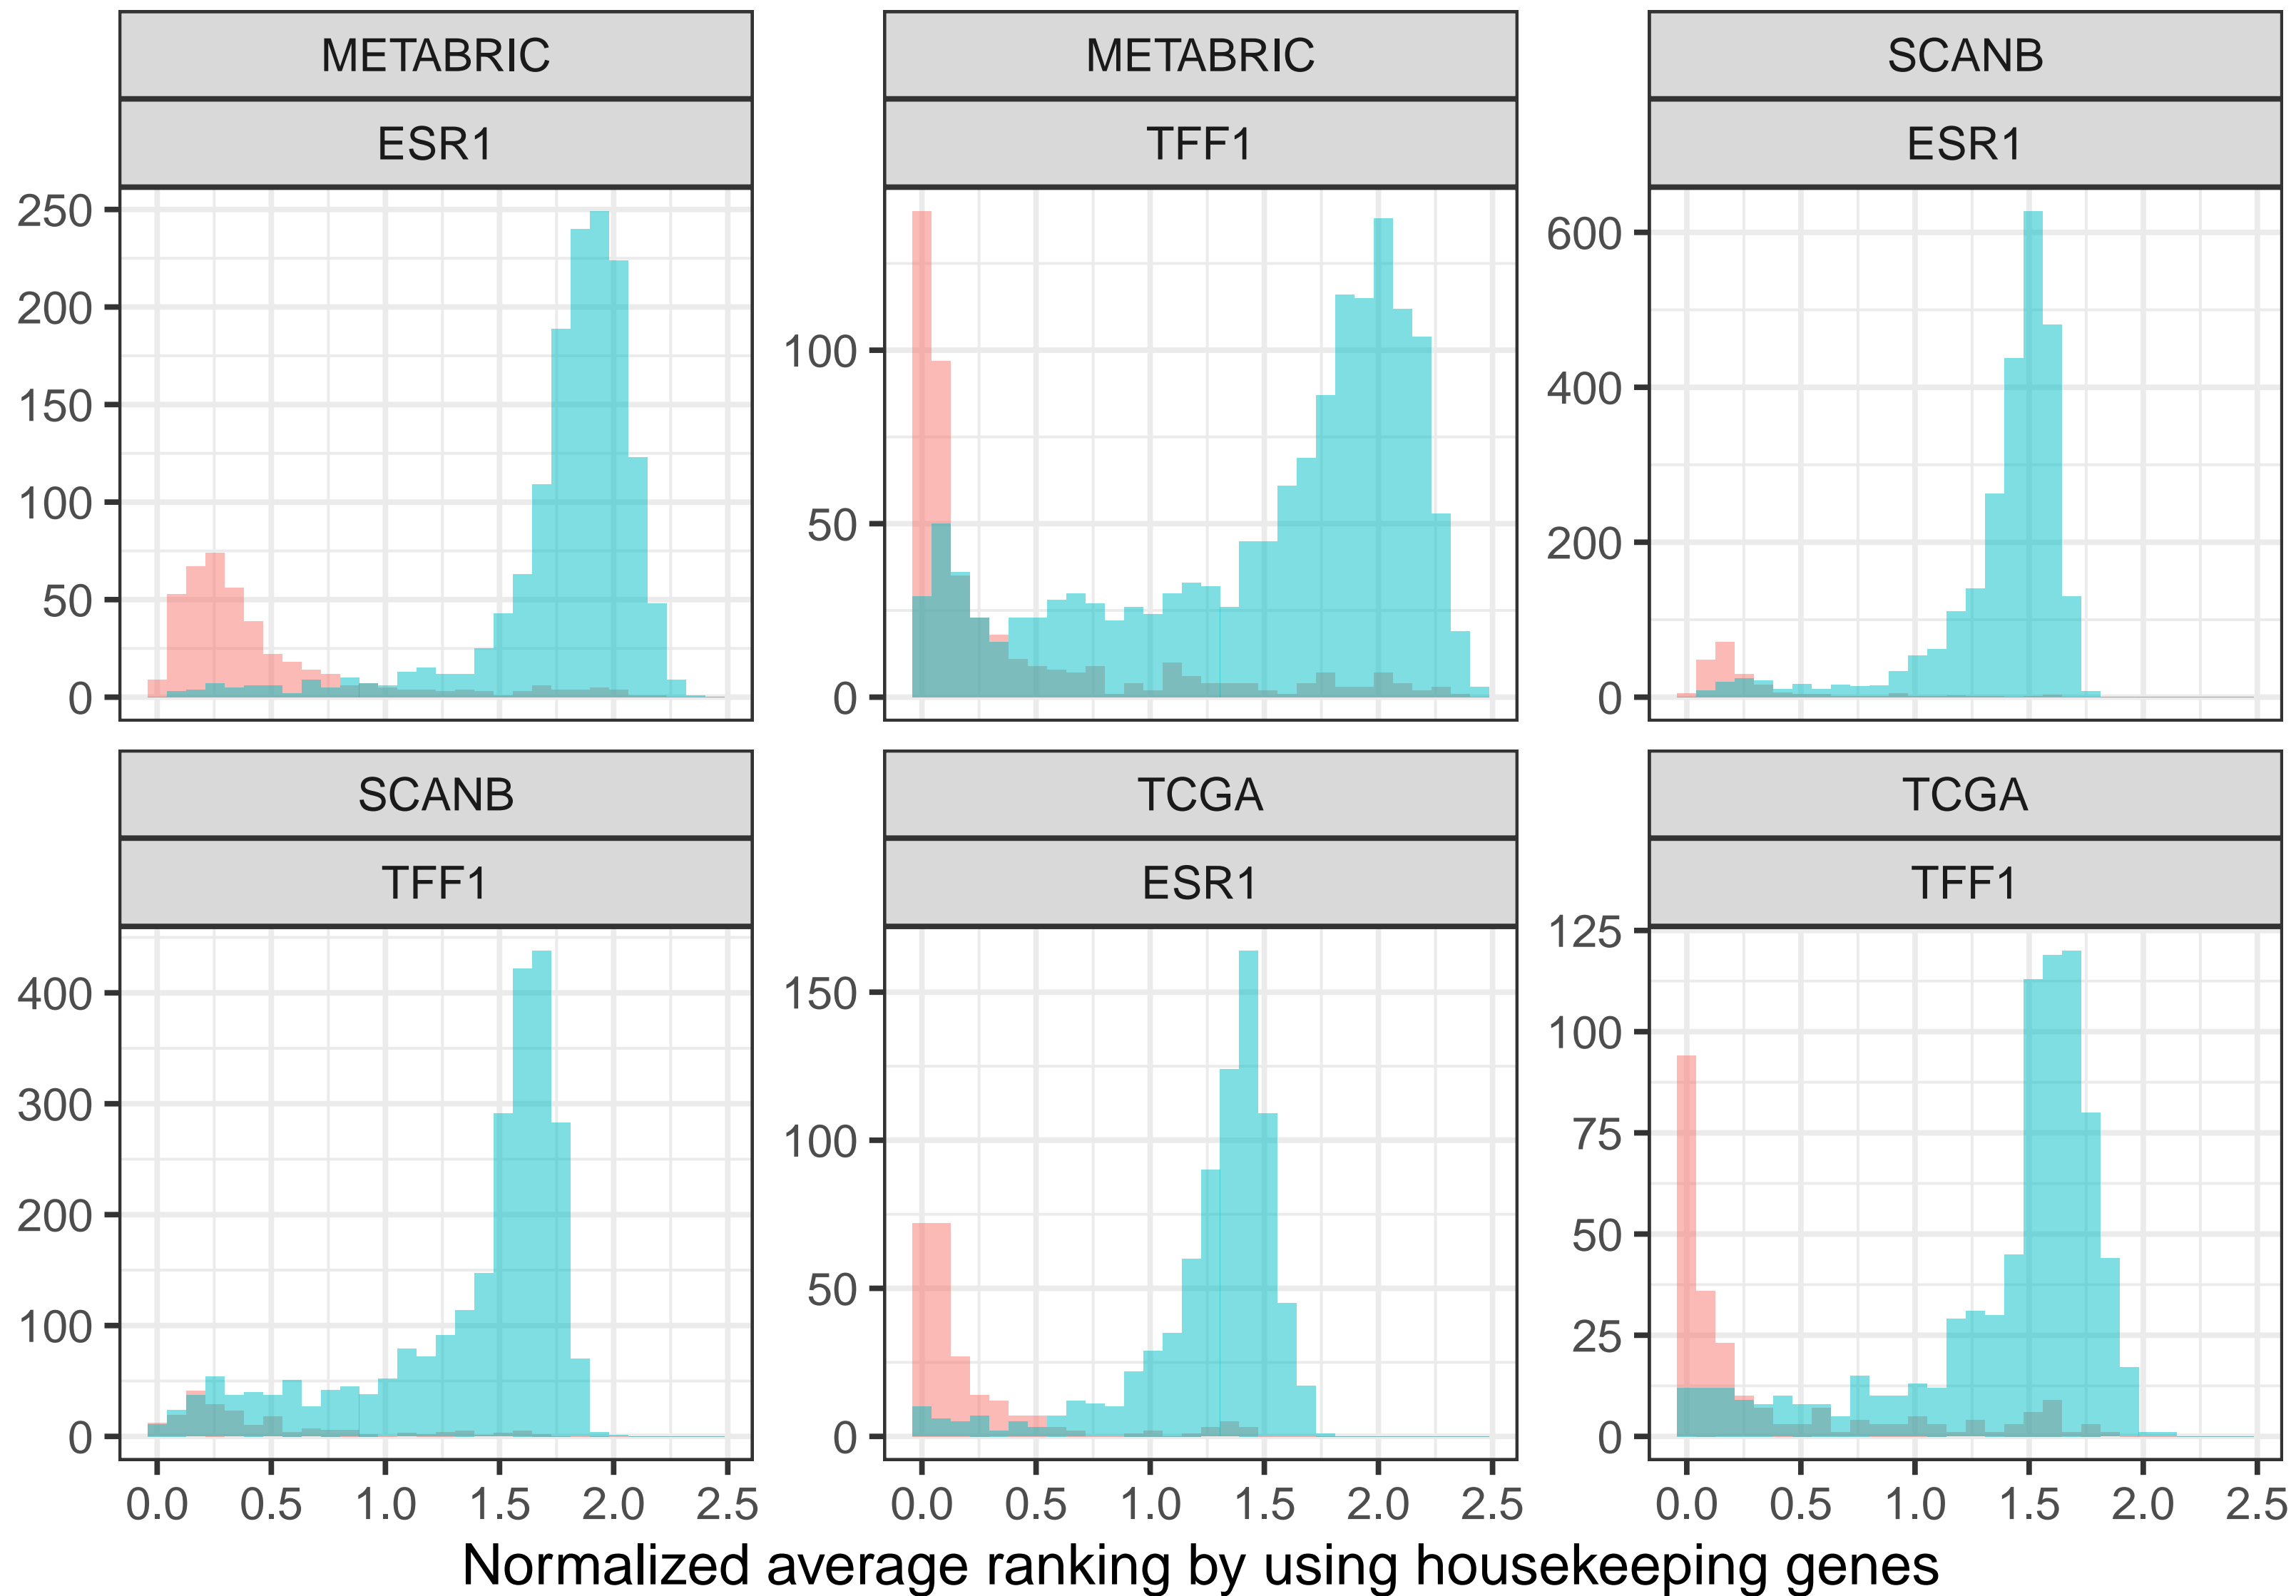 METABRIC
ESR1
250
200
150
100
50
0
METABRIC
TFF1
100
50
0
SCANB
ESR1
600
400
200
0
SCANB
TFF1
400
300
200
100
0
0.0 0.5 1.0 1.5 2.0 2.5
TCGA
ESR1
150
100
50
0
0.0 0.5 1.0 1.5 2.0 2.5
TCGA
TFF1
125
100
75
50
25
0
0.0 0.5 1.0 1.5 2.0 2.5
Normalized average ranking by using housekeeping genes